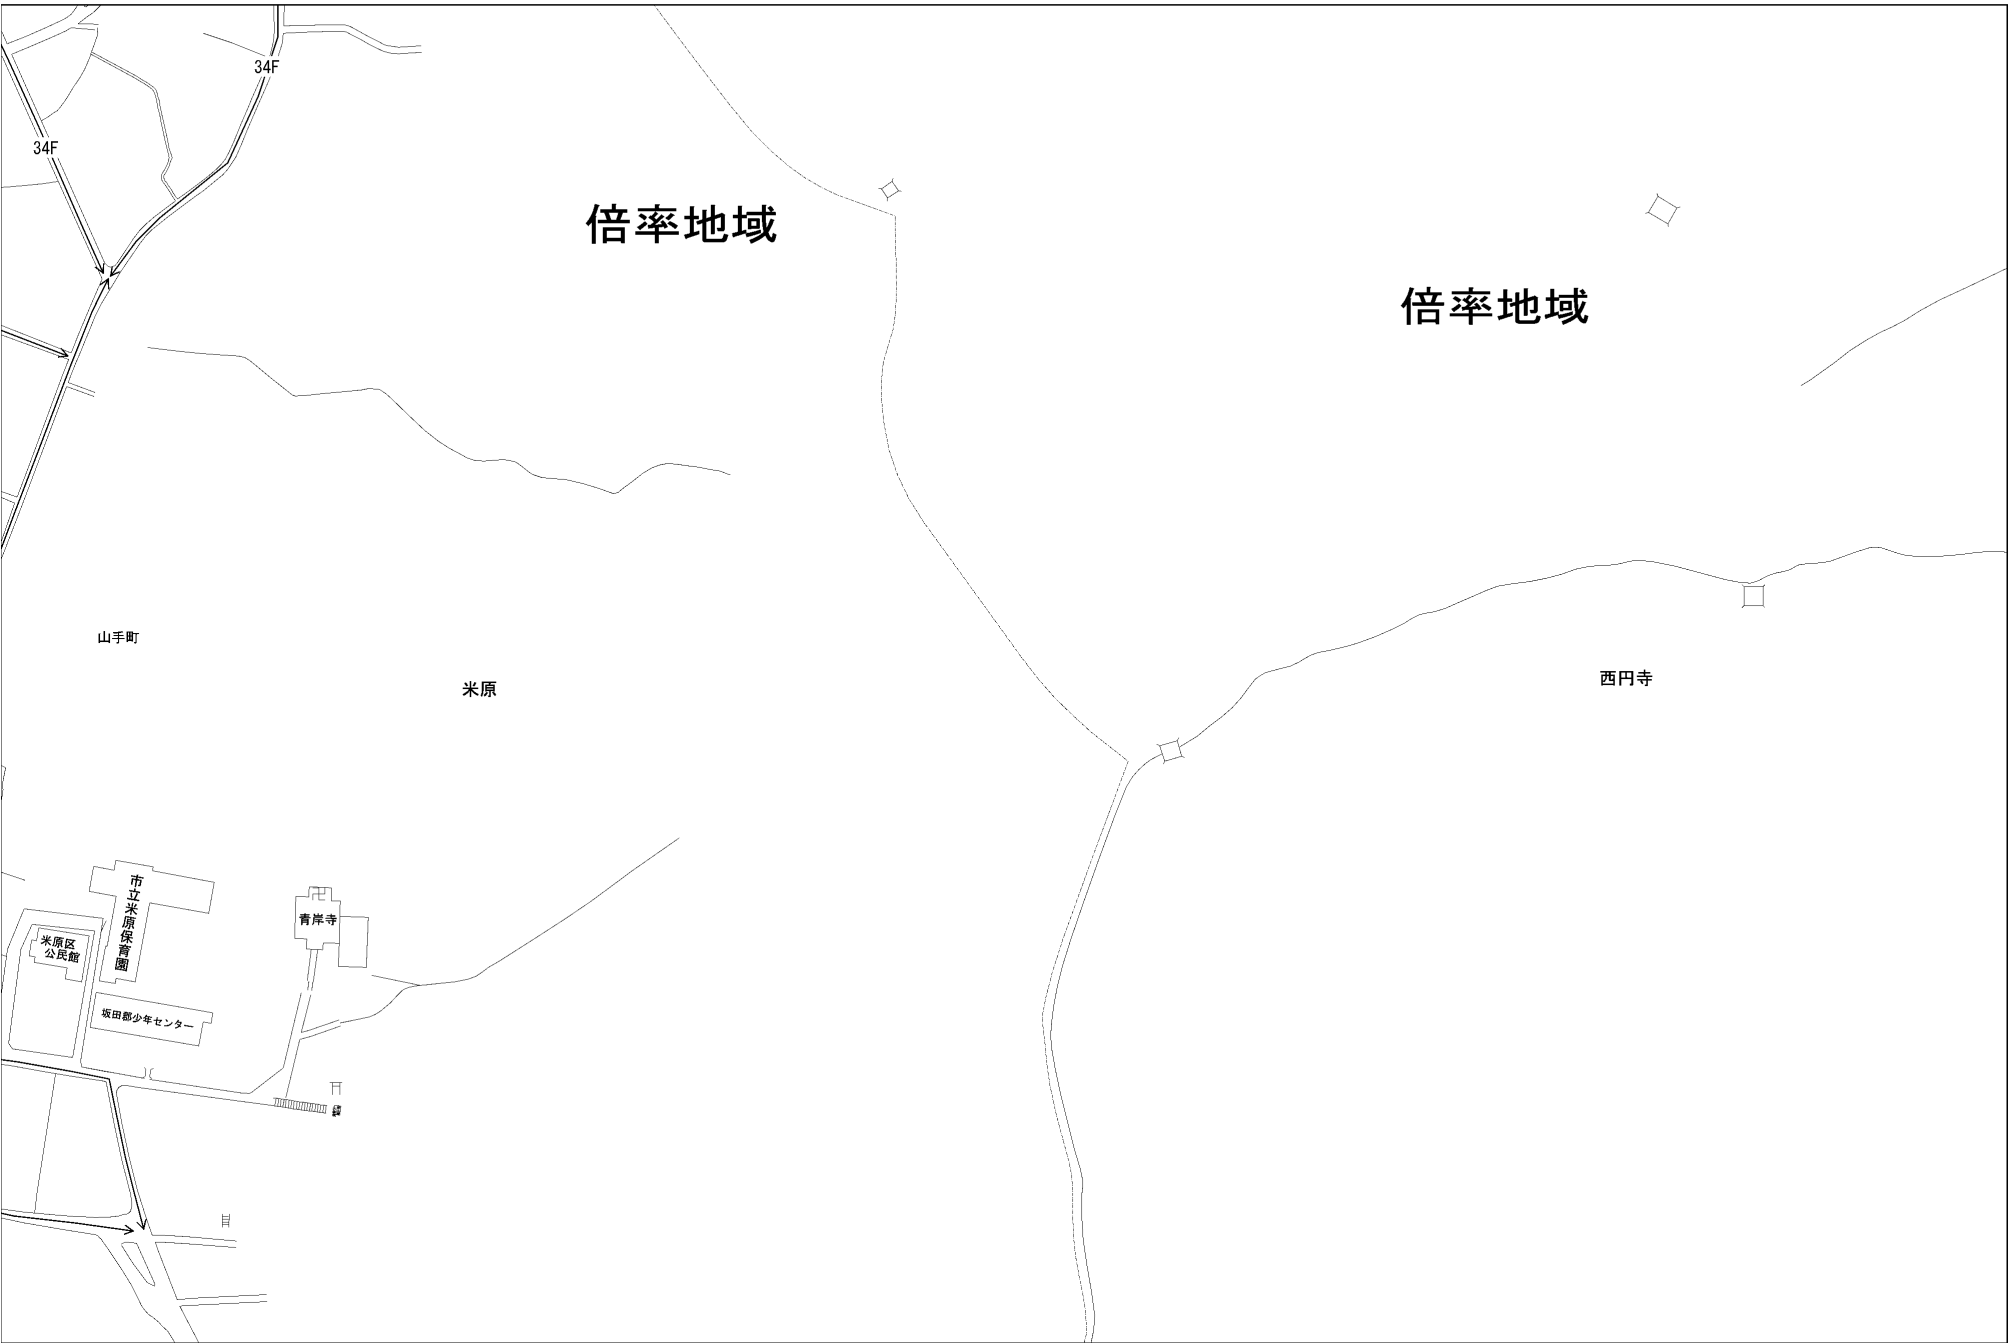 34F
34F
倍率地域
倍率地域
山手町
米原
西円寺
市立米原保育園
青岸寺
米原区
公民館
坂田郡少年センター